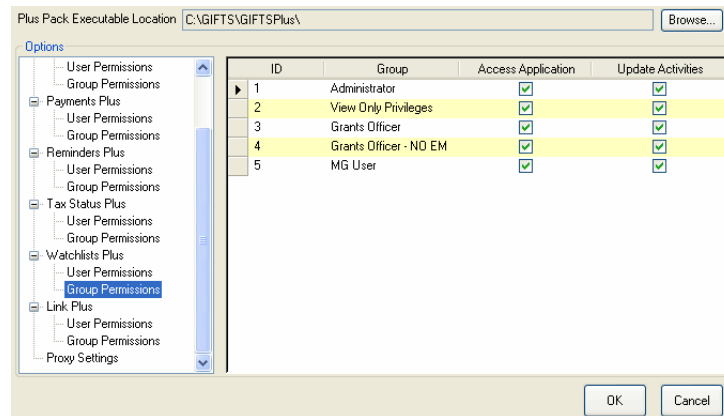 Plus Pack Executable Location C:\GIFTS\GIFTSPlus\ Browse...
Options
User Permissions
Group Permissions
Payments Plus
User Permissions
Group Permissions
Reminders Plus
User Permissions
Group Permissions
Tax Status Plus
User Permissions
Group Permissions
Watchlists Plus
User Permissions
Group Permissions
Link Plus
User Permissions
Group Permissions
Proxy Settings
ID Group Access Application Update Activities
1 Administrator
2 View Only Privileges
3 Grants Officer
4 Grants Officer - NO EM
5 MG User
OK Cancel